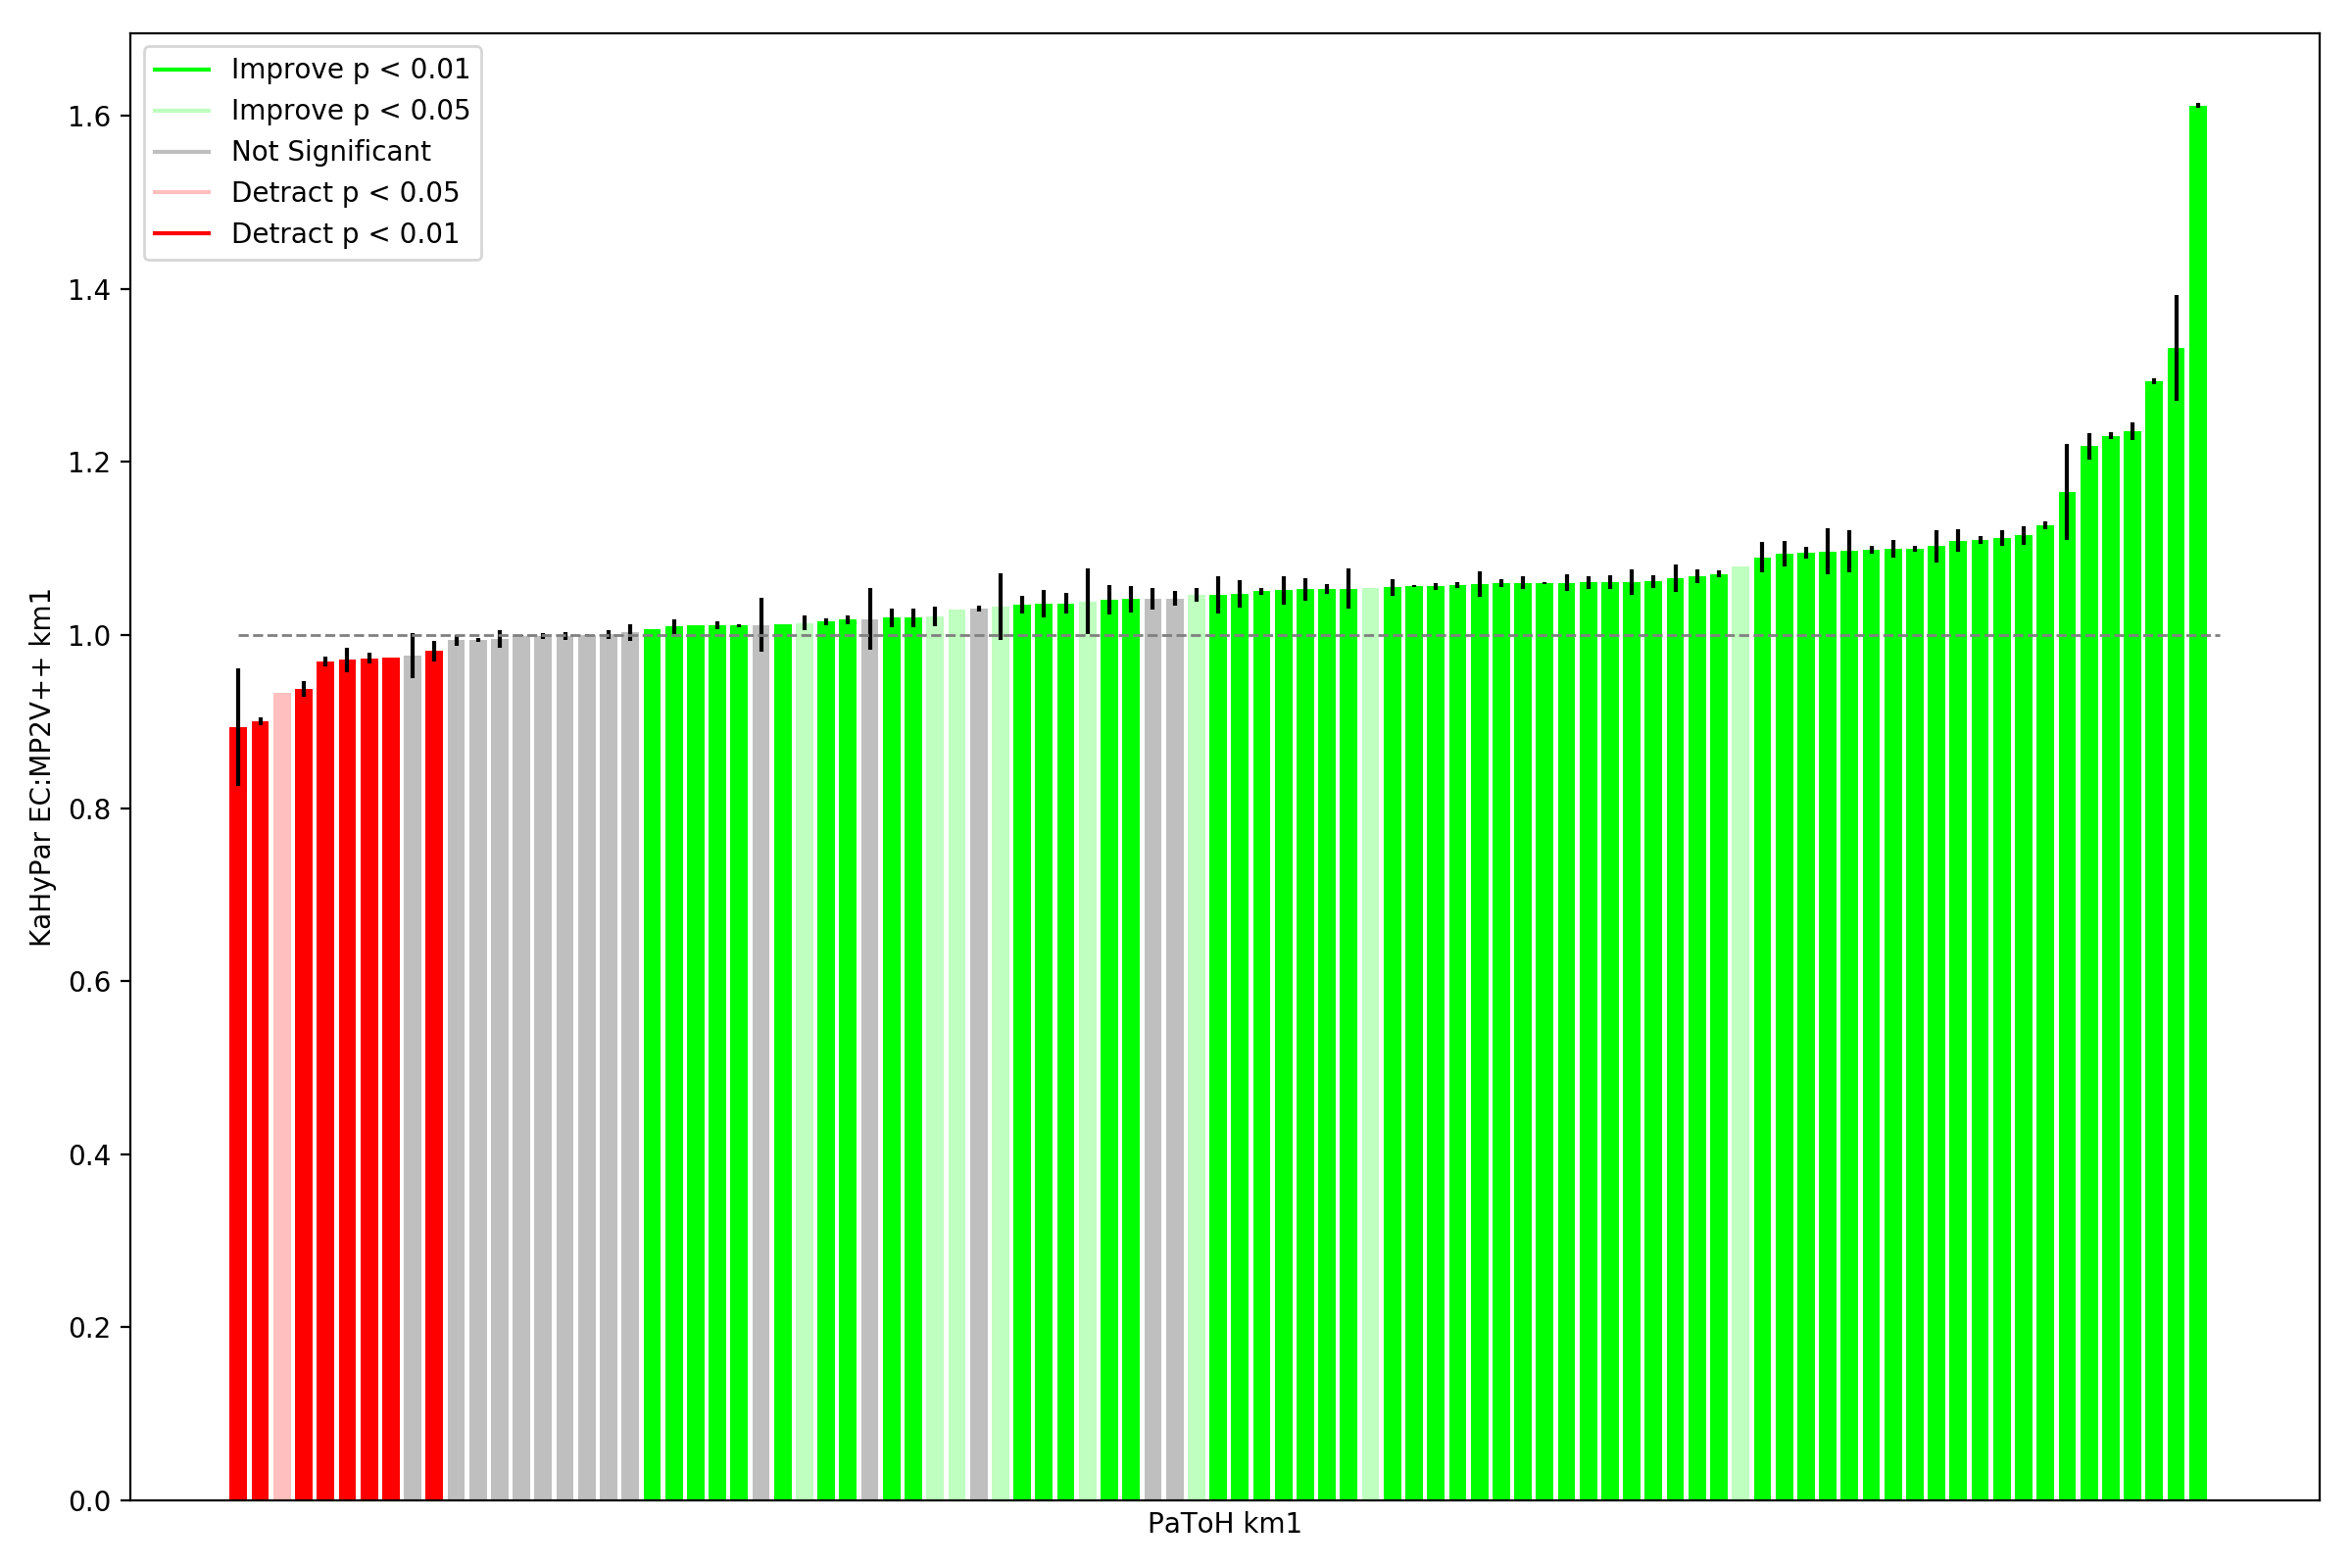 Improve p < 0.01
Improve p < 0.05
Not Significant
Detract p < 0.05
Detract p < 0.01
1.6
1.4
1.2
1.0
0.8
0.6
0.4
0.2
0.0
KaHyPar EC:MP2V++ km1
PaToH km1